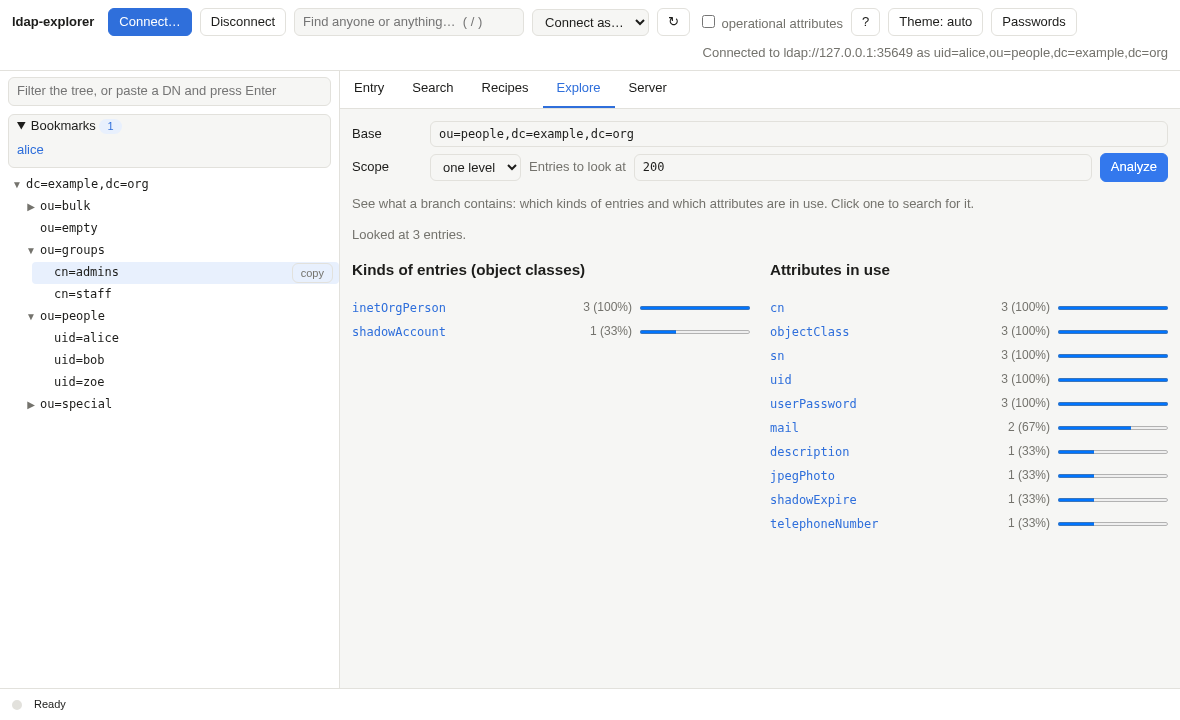 ldap-explorer Connect… Disconnect Find anyone or anything… ( / ) Connect as… ↻ operational attributes ? Theme: auto Passwords
Connected to ldap://127.0.0.1:35649 as uid=alice,ou=people,dc=example,dc=org
Filter the tree, or paste a DN and press Enter
▼ Bookmarks 1
alice
▼ dc=example,dc=org
▶ ou=bulk
ou=empty
▼ ou=groups
cn=admins copy
cn=staff
▼ ou=people
uid=alice
uid=bob
uid=zoe
▶ ou=special
Entry Search Recipes Explore Server
Base ou=people,dc=example,dc=org
Scope one level Entries to look at 200 Analyze
See what a branch contains: which kinds of entries and which attributes are in use. Click one to search for it.
Looked at 3 entries.
Kinds of entries (object classes)
inetOrgPerson 3 (100%)
shadowAccount 1 (33%)
Attributes in use
cn 3 (100%)
objectClass 3 (100%)
sn 3 (100%)
uid 3 (100%)
userPassword 3 (100%)
mail 2 (67%)
description 1 (33%)
jpegPhoto 1 (33%)
shadowExpire 1 (33%)
telephoneNumber 1 (33%)
Ready